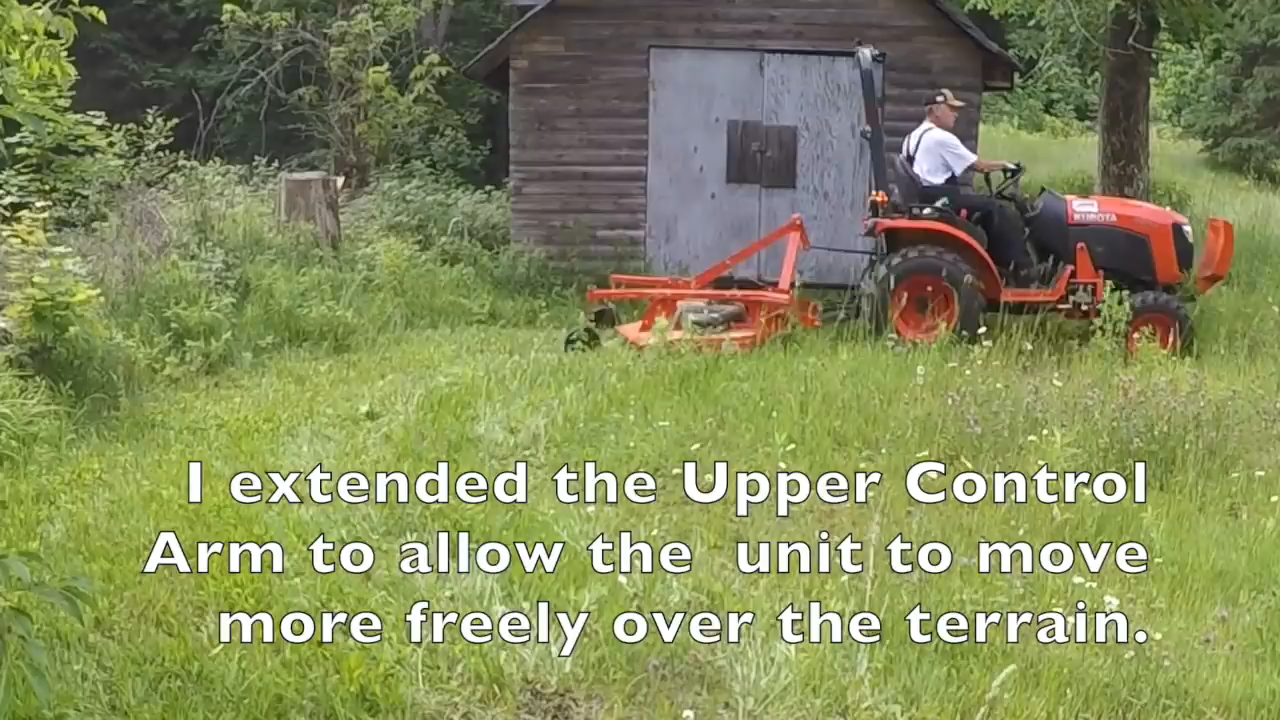 KUBOTA
I extended the Upper Control
Arm to allow the  unit to move
more freely over the terrain.